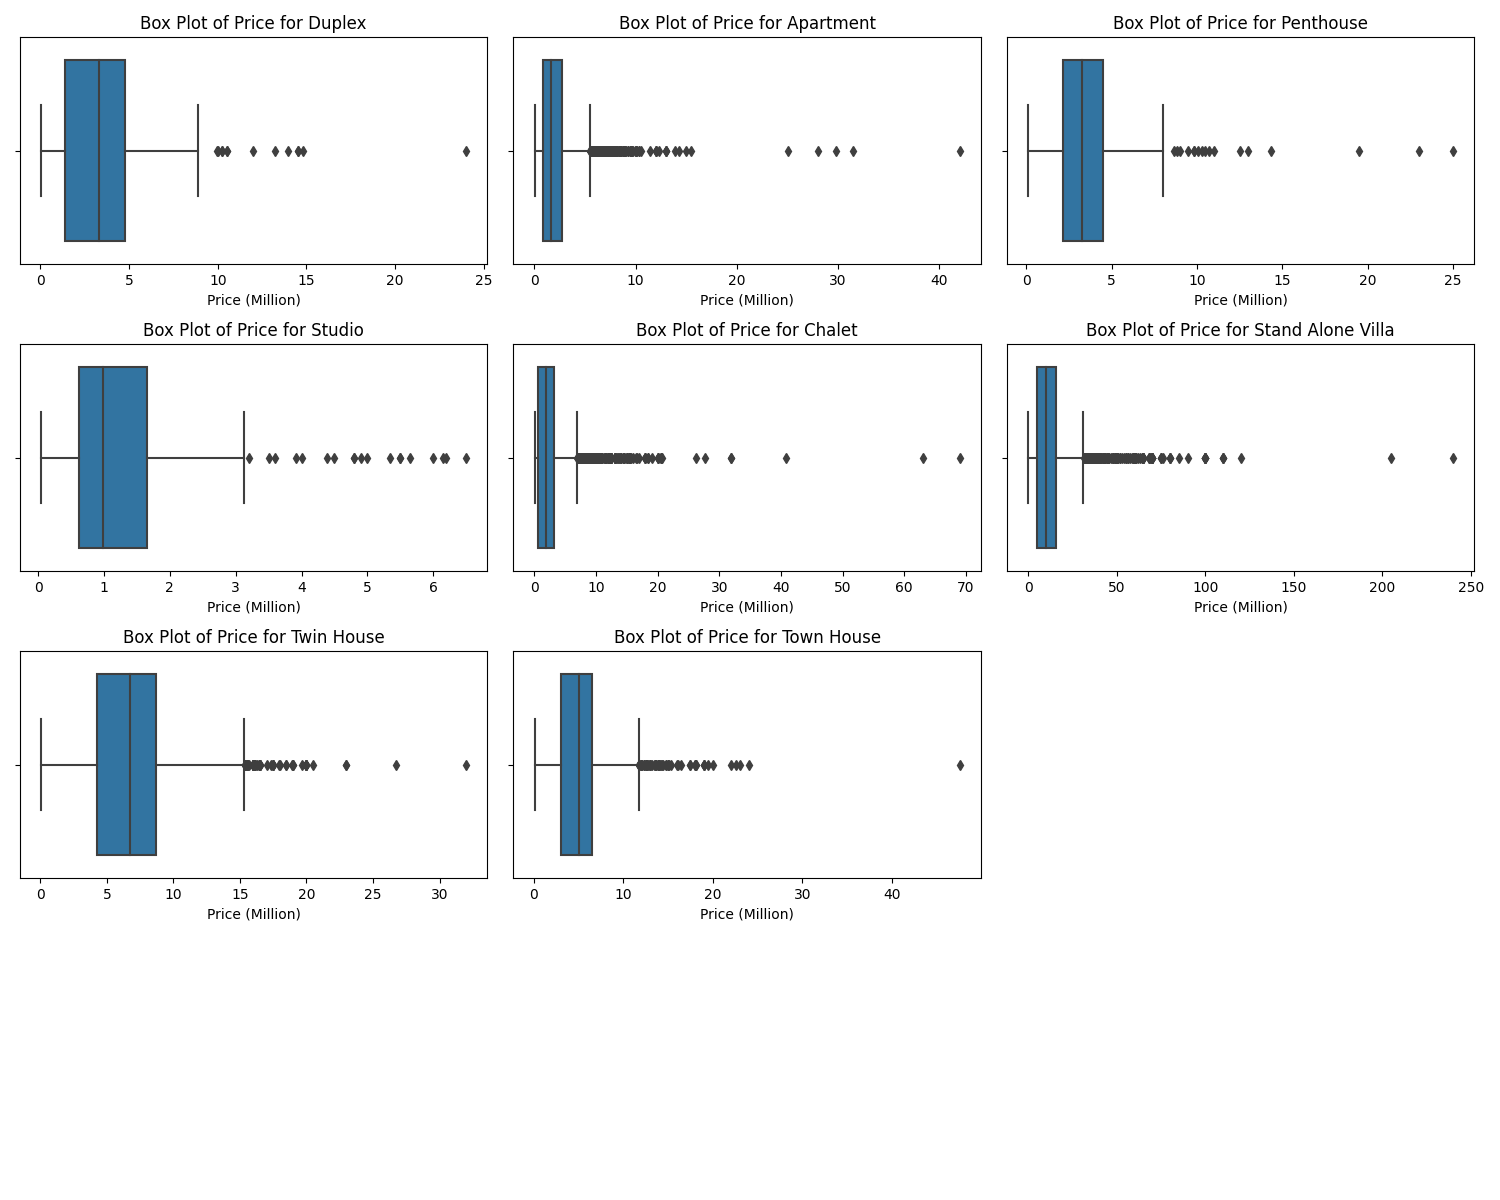 Box Plot of Price for Duplex
0 5 10 15 20 25
Price (Million)
Box Plot of Price for Apartment
0 10 20 30 40
Price (Million)
Box Plot of Price for Penthouse
0 5 10 15 20 25
Price (Million)
Box Plot of Price for Studio
0 1 2 3 4 5 6
Price (Million)
Box Plot of Price for Chalet
0 10 20 30 40 50 60 70
Price (Million)
Box Plot of Price for Stand Alone Villa
0 50 100 150 200 250
Price (Million)
Box Plot of Price for Twin House
0 5 10 15 20 25 30
Price (Million)
Box Plot of Price for Town House
0 10 20 30 40
Price (Million)